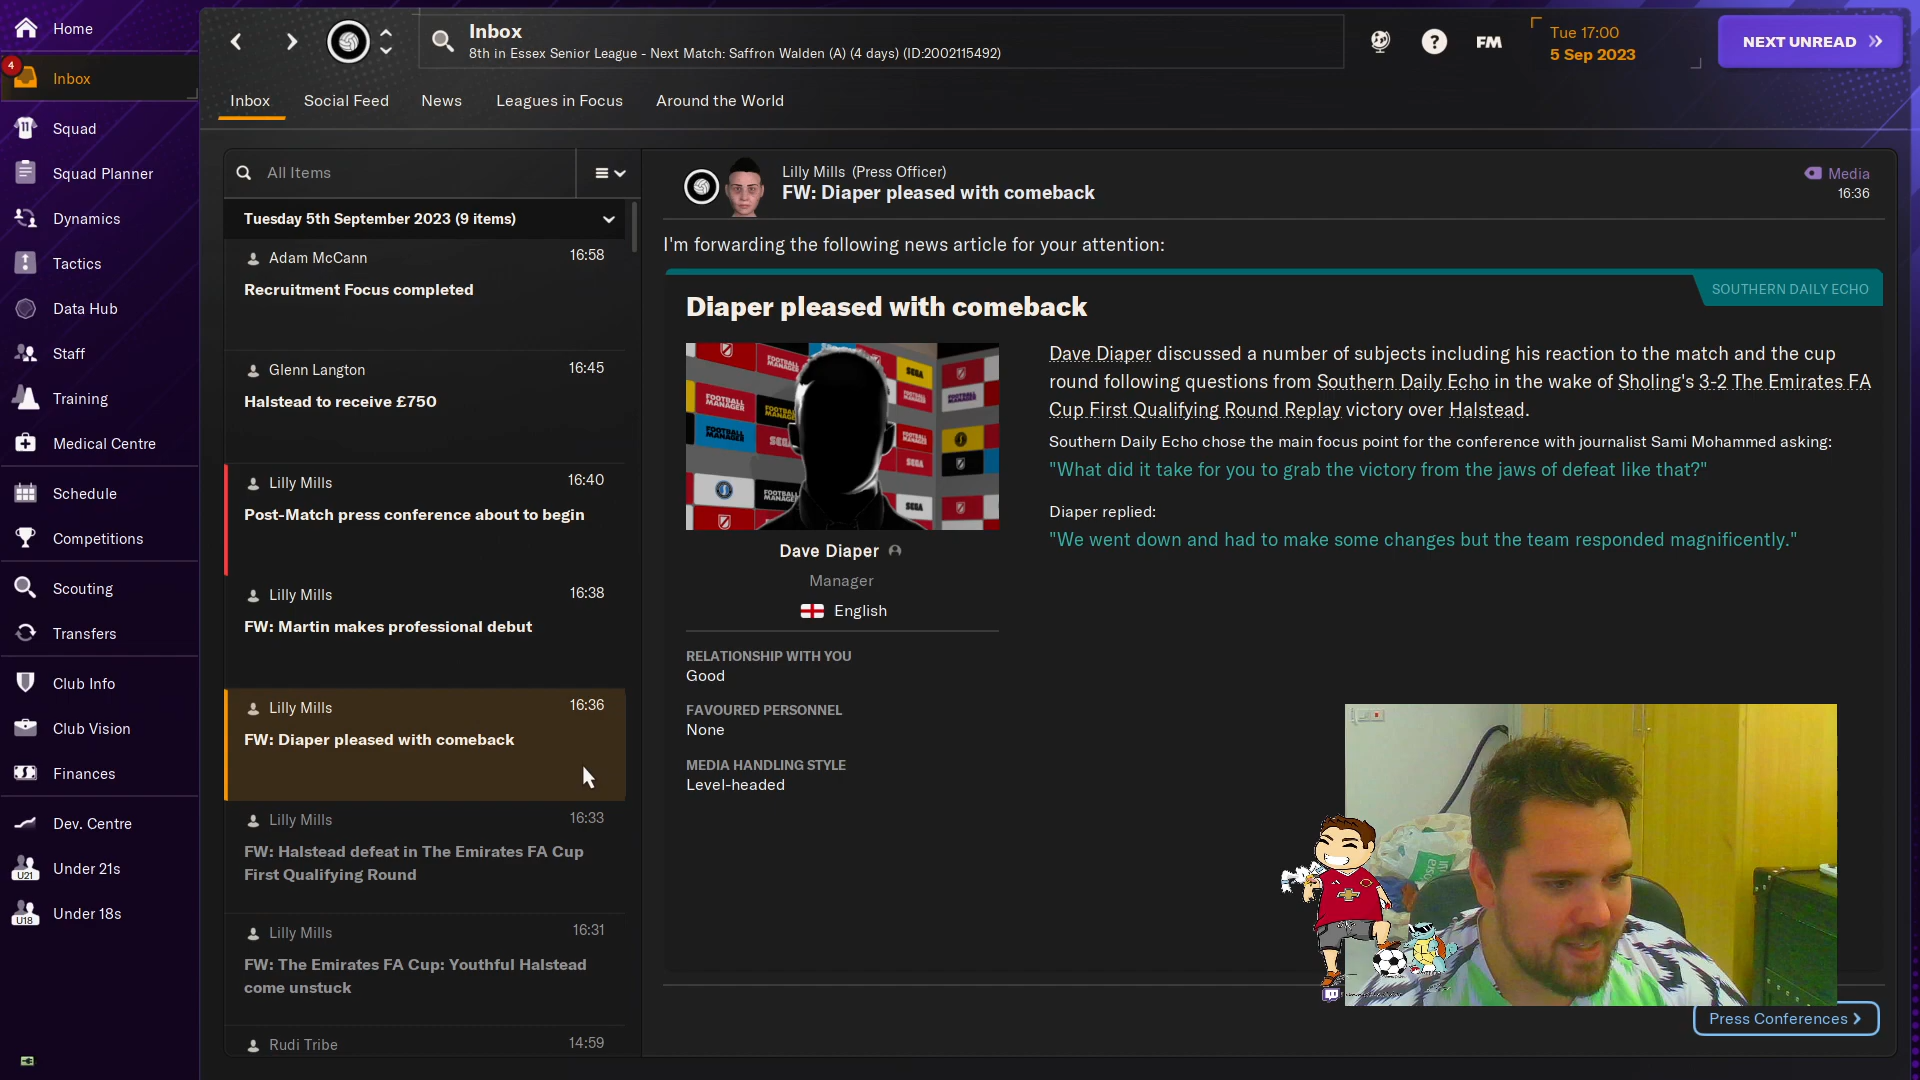 Home
4
Inbox
Squad
Squad Planner
Dynamics
Tactics
Data Hub
Staff
Training
Medical Centre
Schedule
Competitions
Scouting
Transfers
Club Info
Club Vision
Finances
Dev. Centre
U21
Under 21s
U18
Under 18s
Inbox
8th in Essex Senior League - Next Match: Saffron Walden (A) (4 days) (ID:2002115492)
?
FM
Tue 17:00
5 Sep 2023
NEXT UNREAD
Inbox
Social Feed
News
Leagues in Focus
Around the World
All Items
Tuesday 5th September 2023 (9 items)
Adam McCann
16:58
Recruitment Focus completed
Glenn Langton
16:45
Halstead to receive £750
Lilly Mills
16:40
Post-Match press conference about to begin
Lilly Mills
16:38
FW: Martin makes professional debut
Lilly Mills
16:36
FW: Diaper pleased with comeback
Lilly Mills
16:33
FW: Halstead defeat in The Emirates FA Cup
First Qualifying Round
Lilly Mills
16:31
FW: The Emirates FA Cup: Youthful Halstead
come unstuck
Rudi Tribe
14:59
Lilly Mills (Press Officer)
FW: Diaper pleased with comeback
Media
16:36
I'm forwarding the following news article for your attention:
SOUTHERN DAILY ECHO
Diaper pleased with comeback
FOOTBALL MANAGER
SEGA
Dave Diaper
Manager
English
RELATIONSHIP WITH YOU
Good
FAVOURED PERSONNEL
None
MEDIA HANDLING STYLE
Level-headed
Dave Diaper discussed a number of subjects including his reaction to the match and the cup
round following questions from Southern Daily Echo in the wake of Sholing's 3-2 The Emirates FA
Cup First Qualifying Round Replay victory over Halstead.
Southern Daily Echo chose the main focus point for the conference with journalist Sami Mohammed asking:
"What did it take for you to grab the victory from the jaws of defeat like that?"
Diaper replied:
"We went down and had to make some changes but the team responded magnificently."
Press Conferences